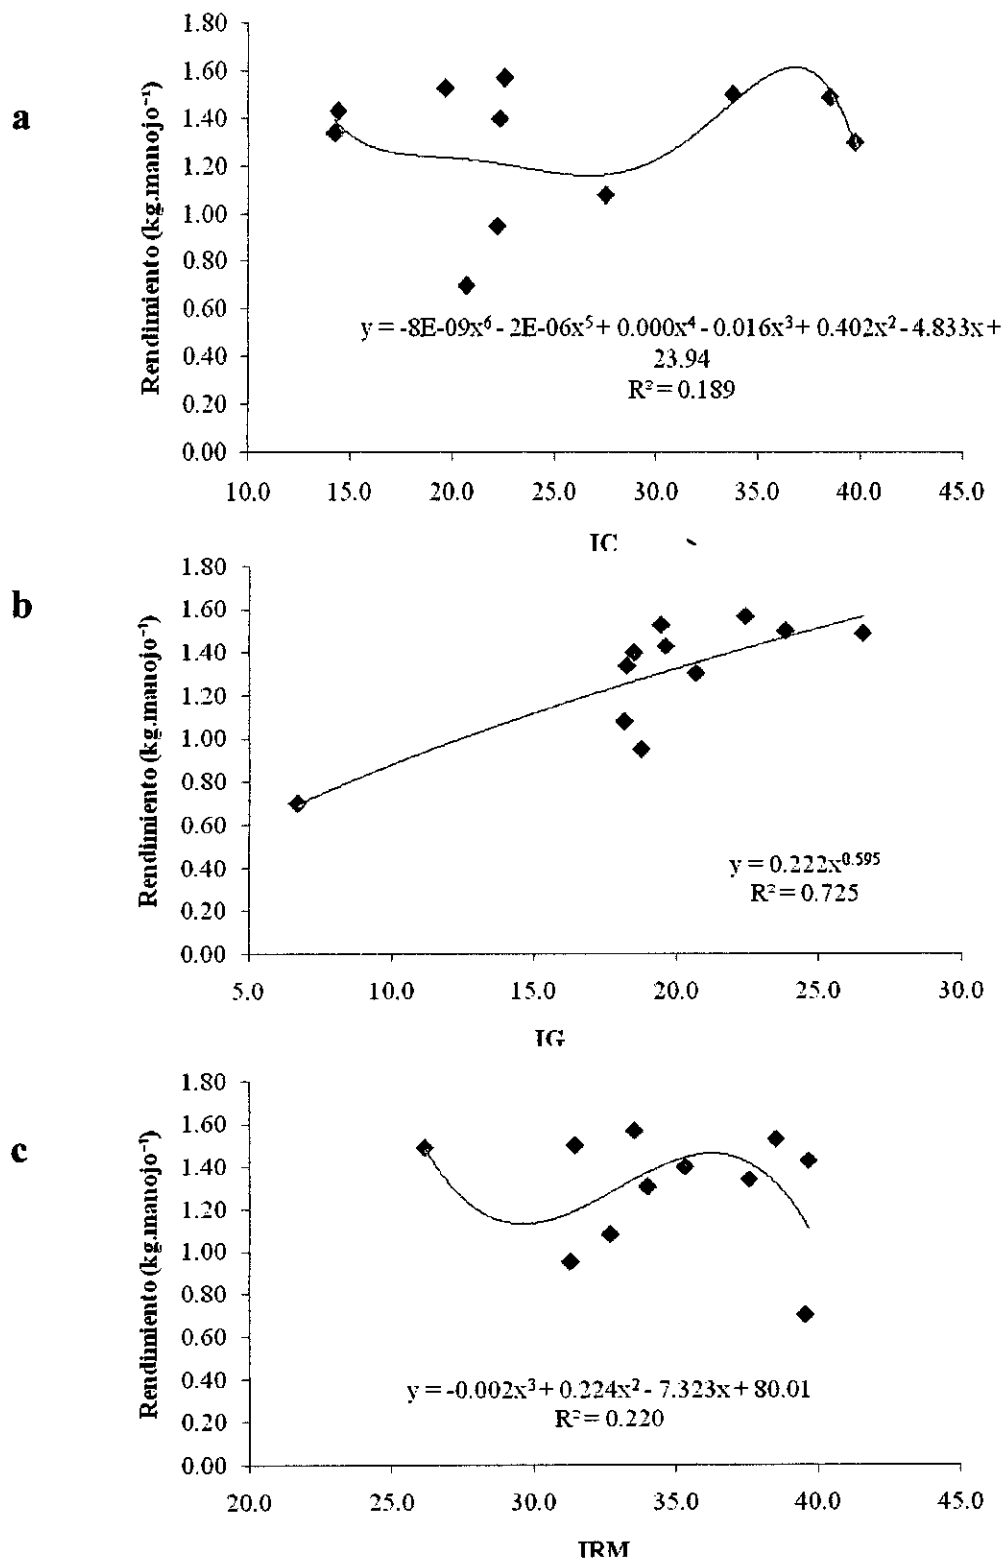 a
Rendimiento (kg.manojo⁻¹)
1.80
1.60
1.40
1.20
1.00
0.80
0.60
0.40
0.20
0.00
y = -8E-09x⁶ - 2E-06x⁵ + 0.000x⁴ - 0.016x³ + 0.402x² - 4.833x +
23.94
R² = 0.189
10.0 15.0 20.0 25.0 30.0 35.0 40.0 45.0
IC
b
Rendimiento (kg.manojo⁻¹)
1.80
1.60
1.40
1.20
1.00
0.80
0.60
0.40
0.20
0.00
y = 0.222x⁰·⁵⁹⁵
R² = 0.725
5.0 10.0 15.0 20.0 25.0 30.0
IG
c
Rendimiento (kg.manojo⁻¹)
1.80
1.60
1.40
1.20
1.00
0.80
0.60
0.40
0.20
0.00
y = -0.002x³ + 0.224x² - 7.323x + 80.01
R² = 0.220
20.0 25.0 30.0 35.0 40.0 45.0
IRM